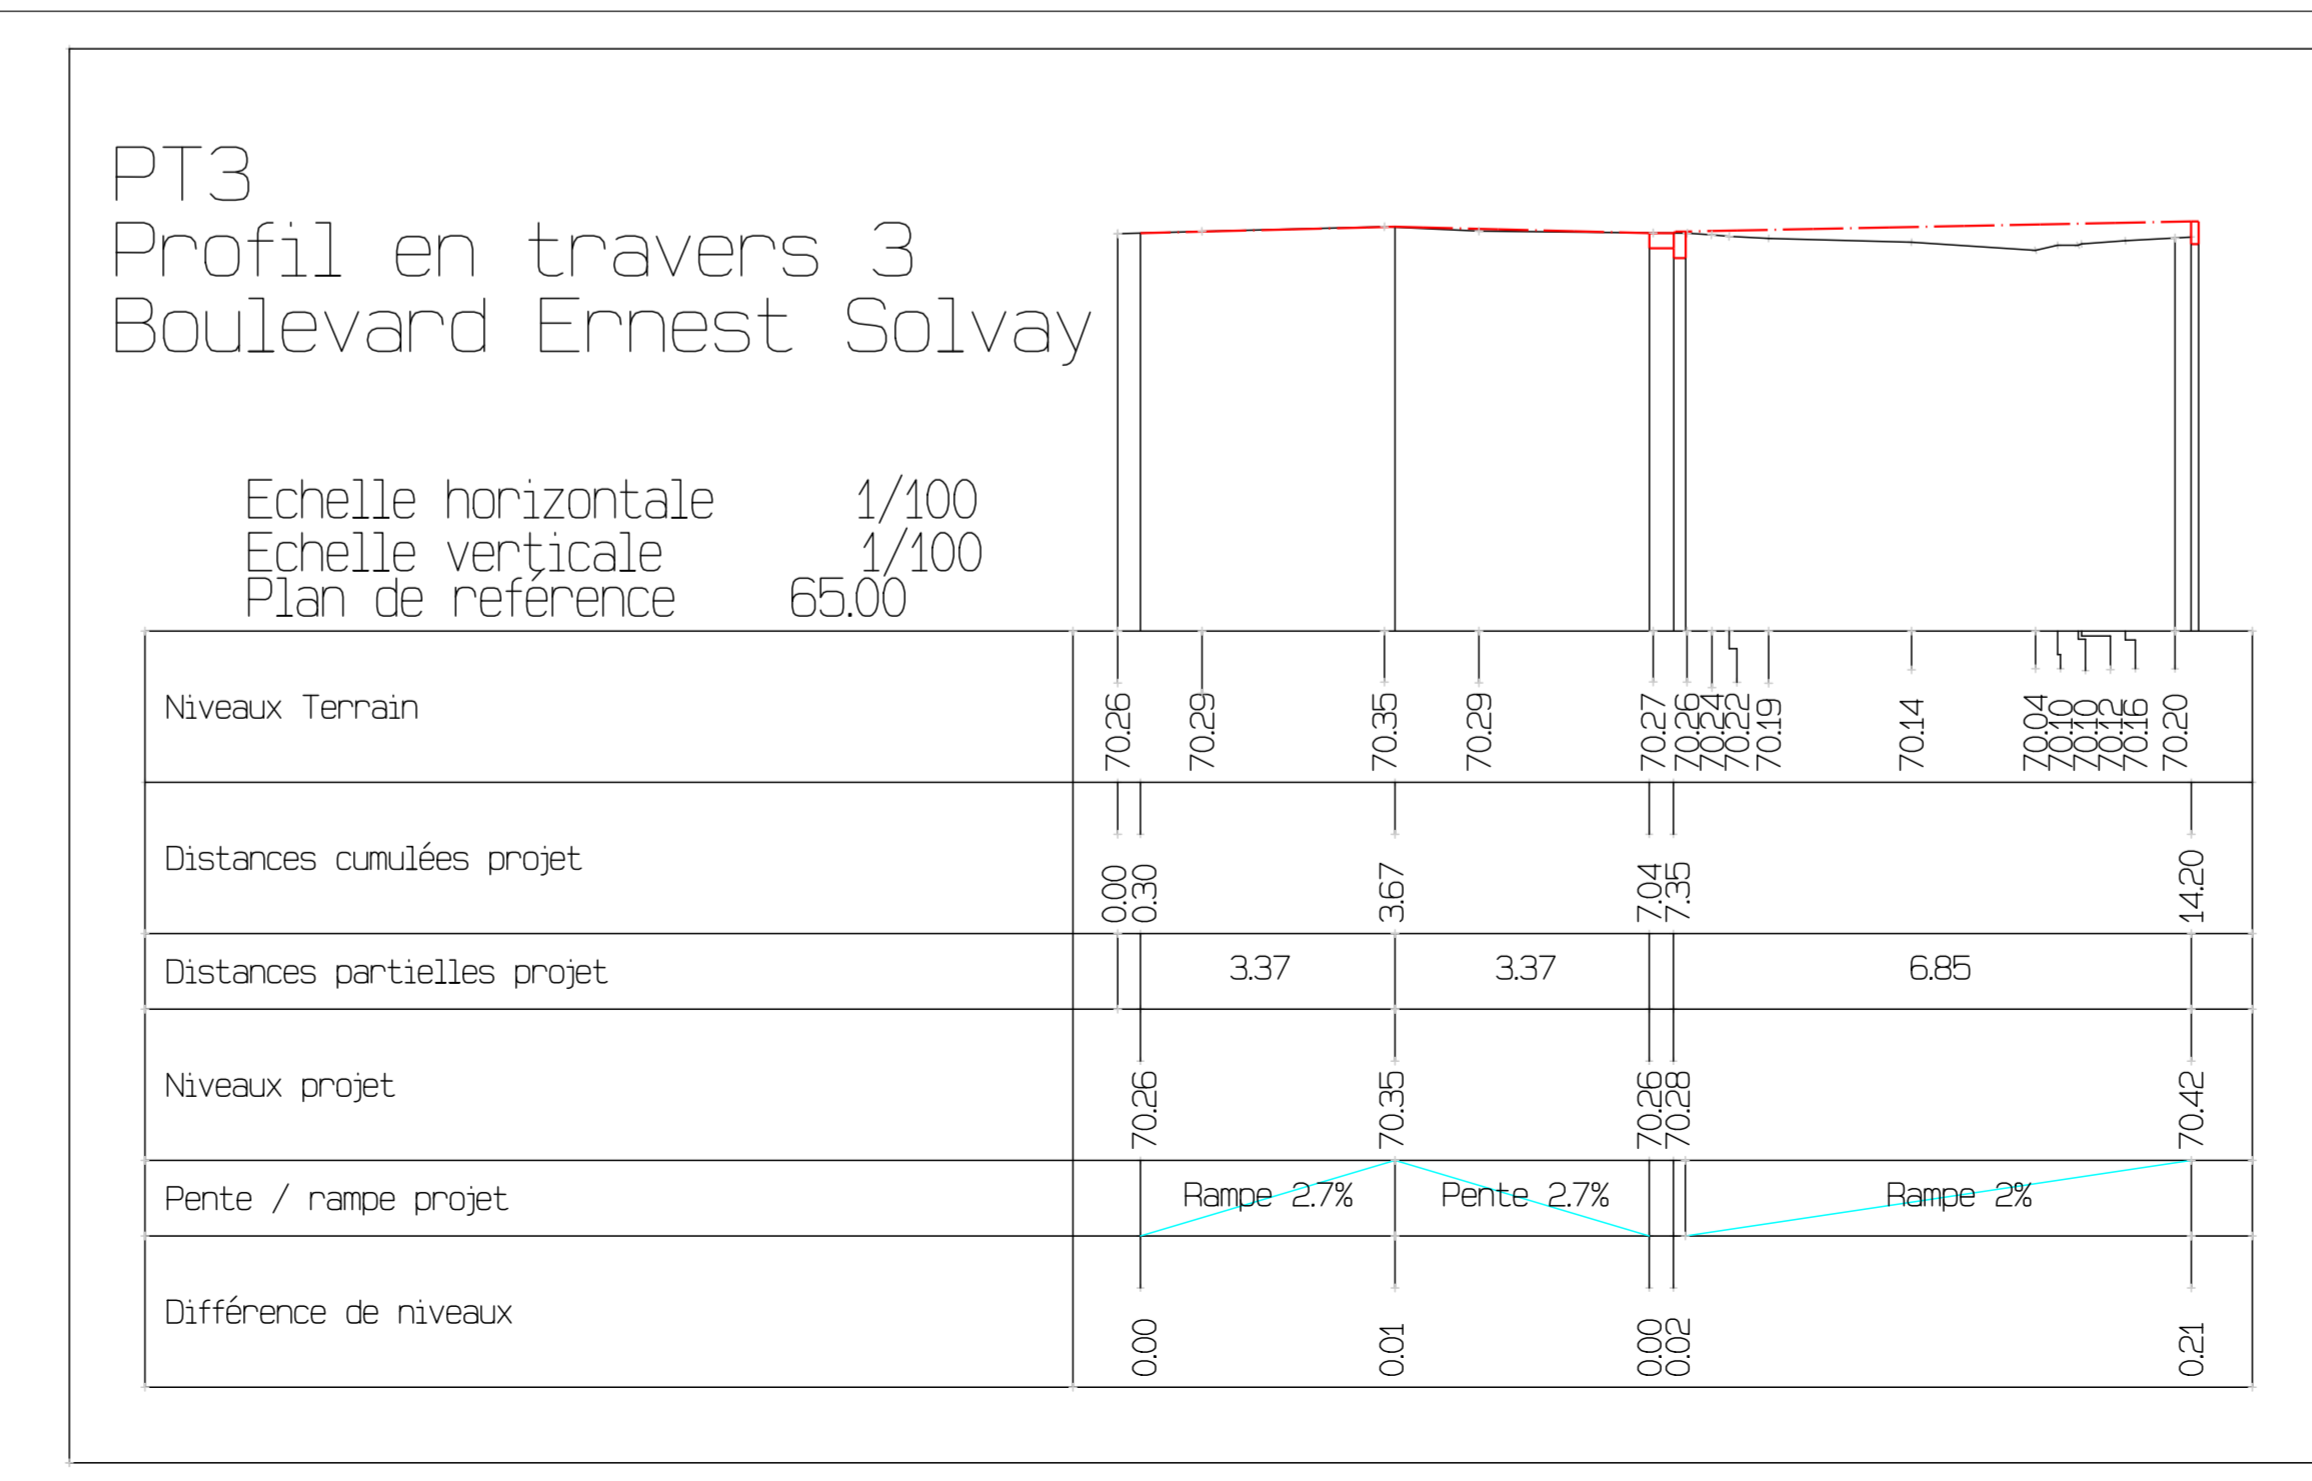 PT3
Profil en travers 3
Boulevard Ernest Solvay
Echelle horizontale 1/100
Echelle verticale 1/100
Plan de reférence 65.00
Niveaux Terrain 70.26 70.29 70.35 70.29 70.27 70.26 70.24 70.22 70.19 70.14 70.04 70.10 70.10 70.12 70.16 70.20
Distances cumulées projet 0.00 0.30 3.67 7.04 7.35 14.20
Distances partielles projet 3.37 3.37 6.85
Niveaux projet 70.26 70.35 70.26 70.28 70.42
Pente / rampe projet Rampe 2.7% Pente 2.7% Rampe 2%
Différence de niveaux 0.00 0.01 0.00 0.02 0.21